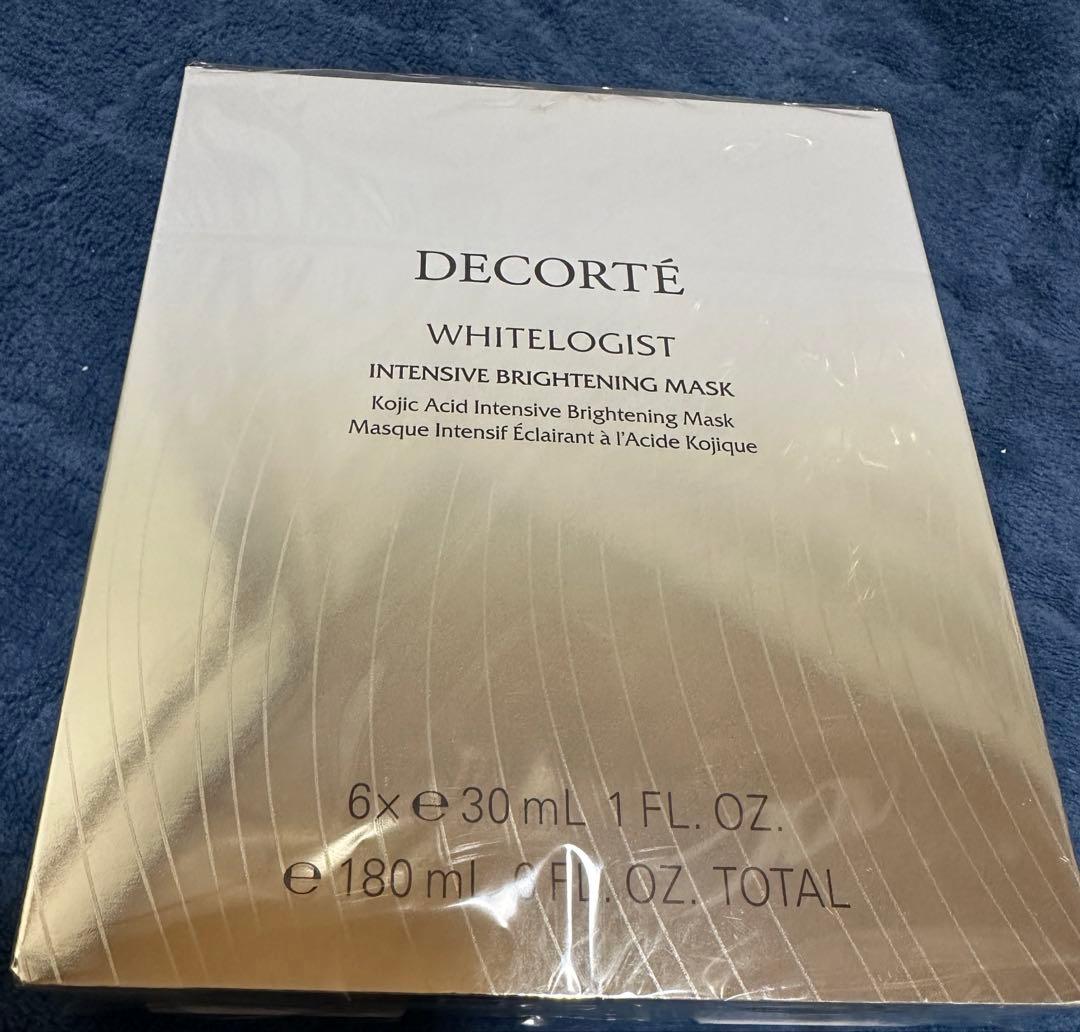 DECORTÉ
WHITELOGIST
INTENSIVE BRIGHTENING MASK
Kojic Acid Intensive Brightening Mask
Masque Intensif Éclairant à l'Acide Kojique
6x ℮ 30 mL 1 FL. OZ.
℮ 180 mL FL. OZ. TOTAL